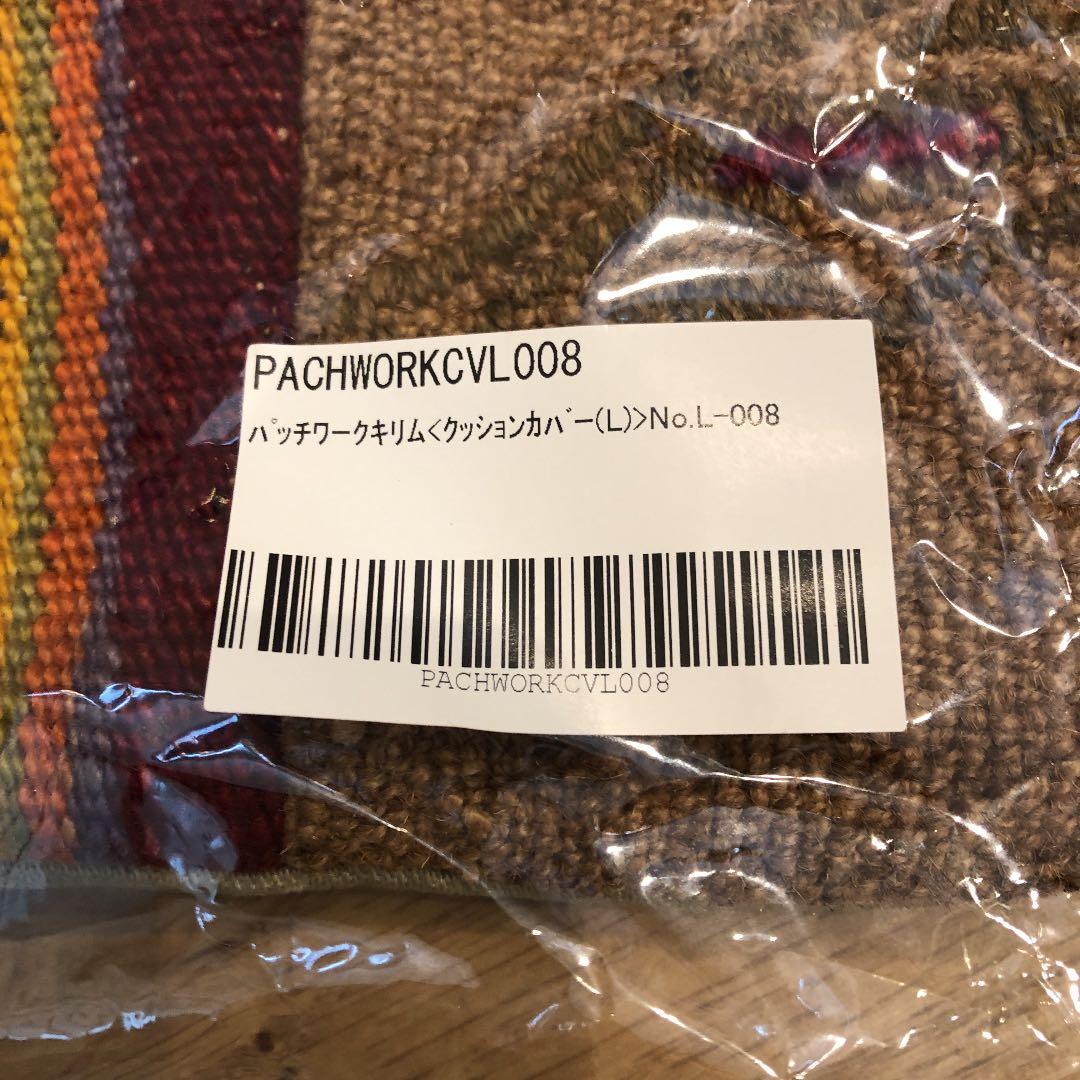 PACHWORKCVL008
ﾊﾟｯﾁﾜｰｸｷﾘﾑ<ｸｯｼｮﾝｶﾊﾞｰ(L)>No.L-008
PACHWORKCVL008